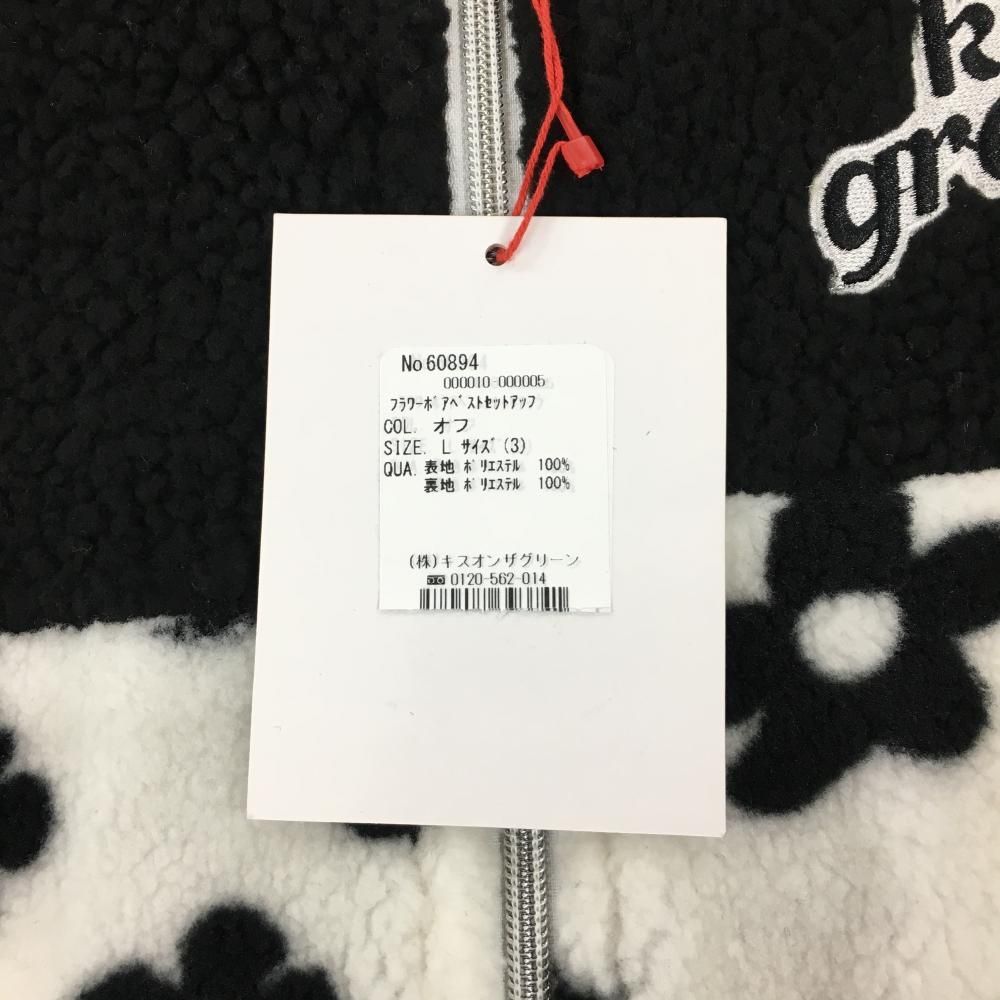 k
gre
No 60894
000010-000005
フラワーボアベストセットアップ
COL. オフ
SIZE. L サイズ (3)
QUA. 表地 ポリエステル 100%
裏地 ポリエステル 100%
(株)キスオンザグリーン
0120-562-014